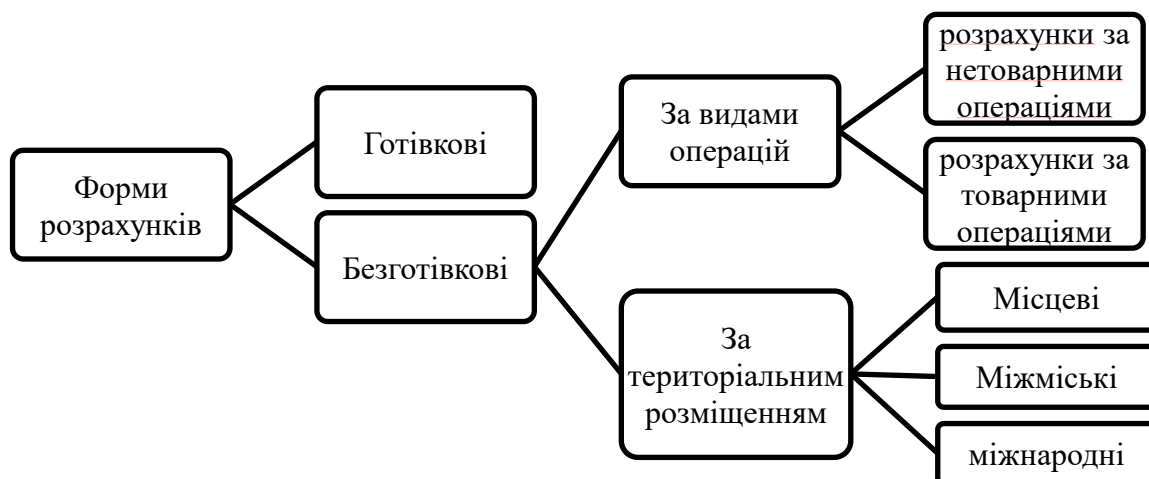 Форми
розрахунків
Готівкові
Безготівкові
За видами
операцій
розрахунки за
нетоварними
операціями
розрахунки за
товарними
операціями
За
територіальним
розміщенням
Місцеві
Міжміські
міжнародні